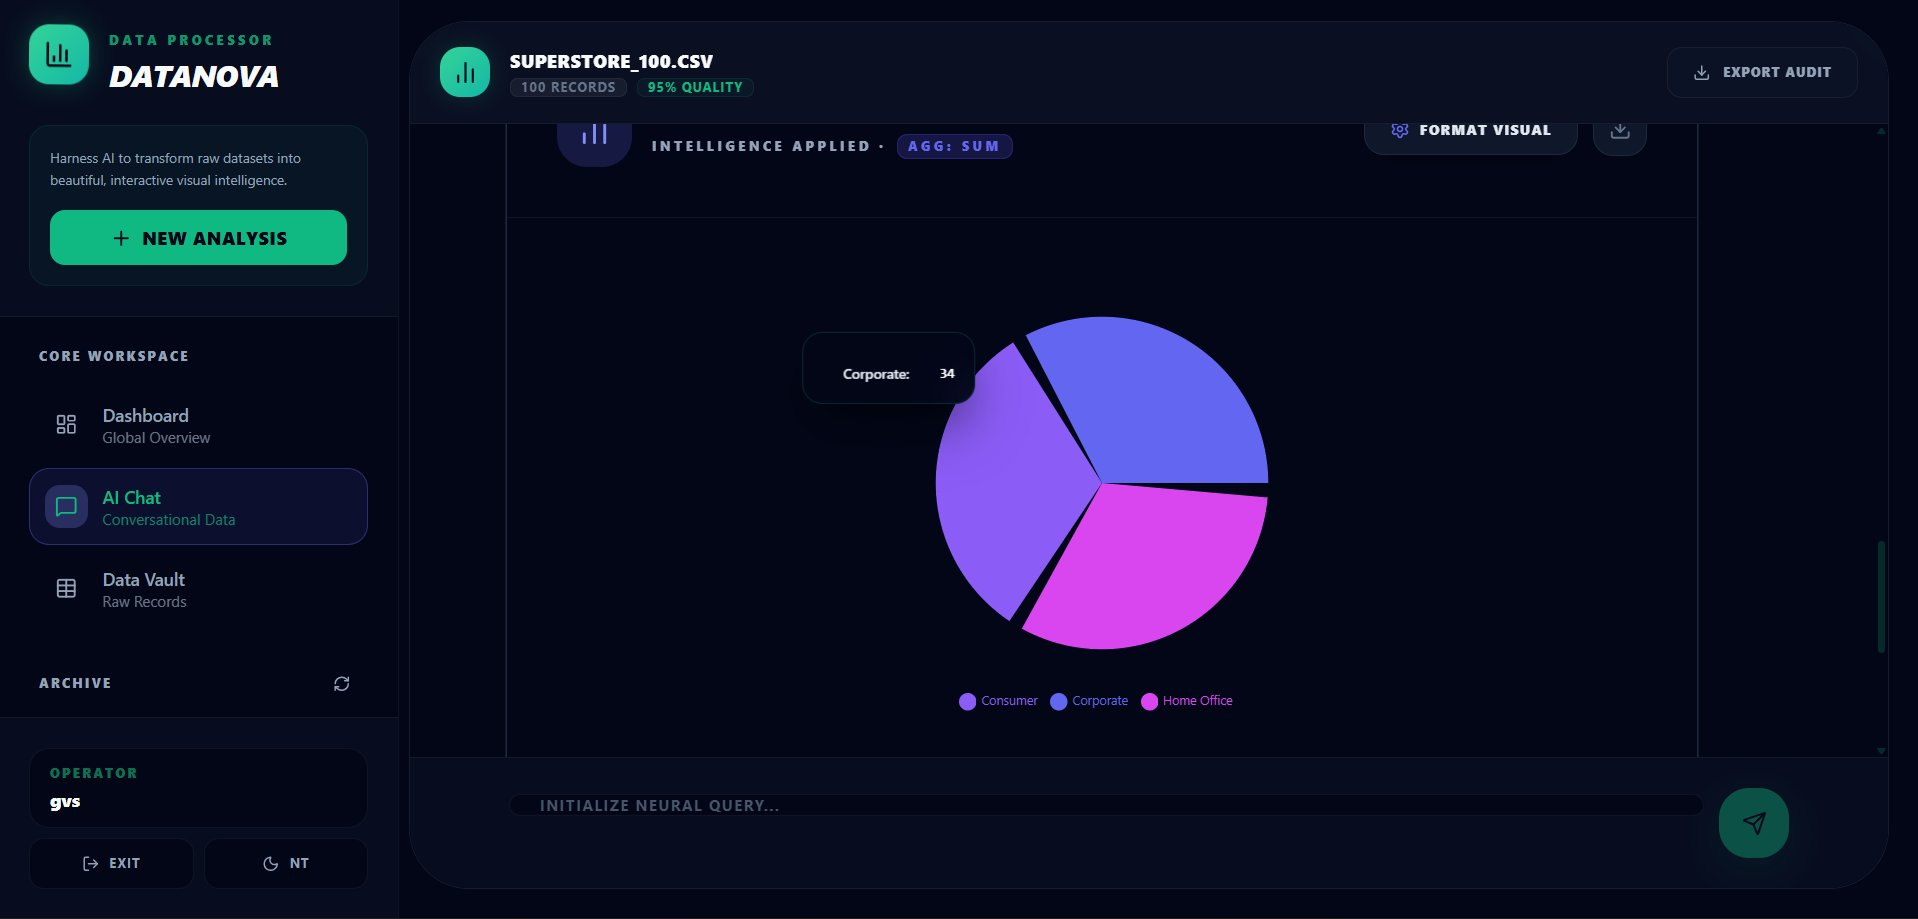 DATA PROCESSOR
DATANOVA
Harness AI to transform raw datasets into
beautiful, interactive visual intelligence.
+ NEW ANALYSIS
CORE WORKSPACE
Dashboard
Global Overview
AI Chat
Conversational Data
Data Vault
Raw Records
ARCHIVE
OPERATOR
gvs
EXIT
NT
SUPERSTORE_100.CSV
100 RECORDS
95% QUALITY
EXPORT AUDIT
INTELLIGENCE APPLIED · AGG: SUM
FORMAT VISUAL
Corporate: 34
Consumer
Corporate
Home Office
INITIALIZE NEURAL QUERY...